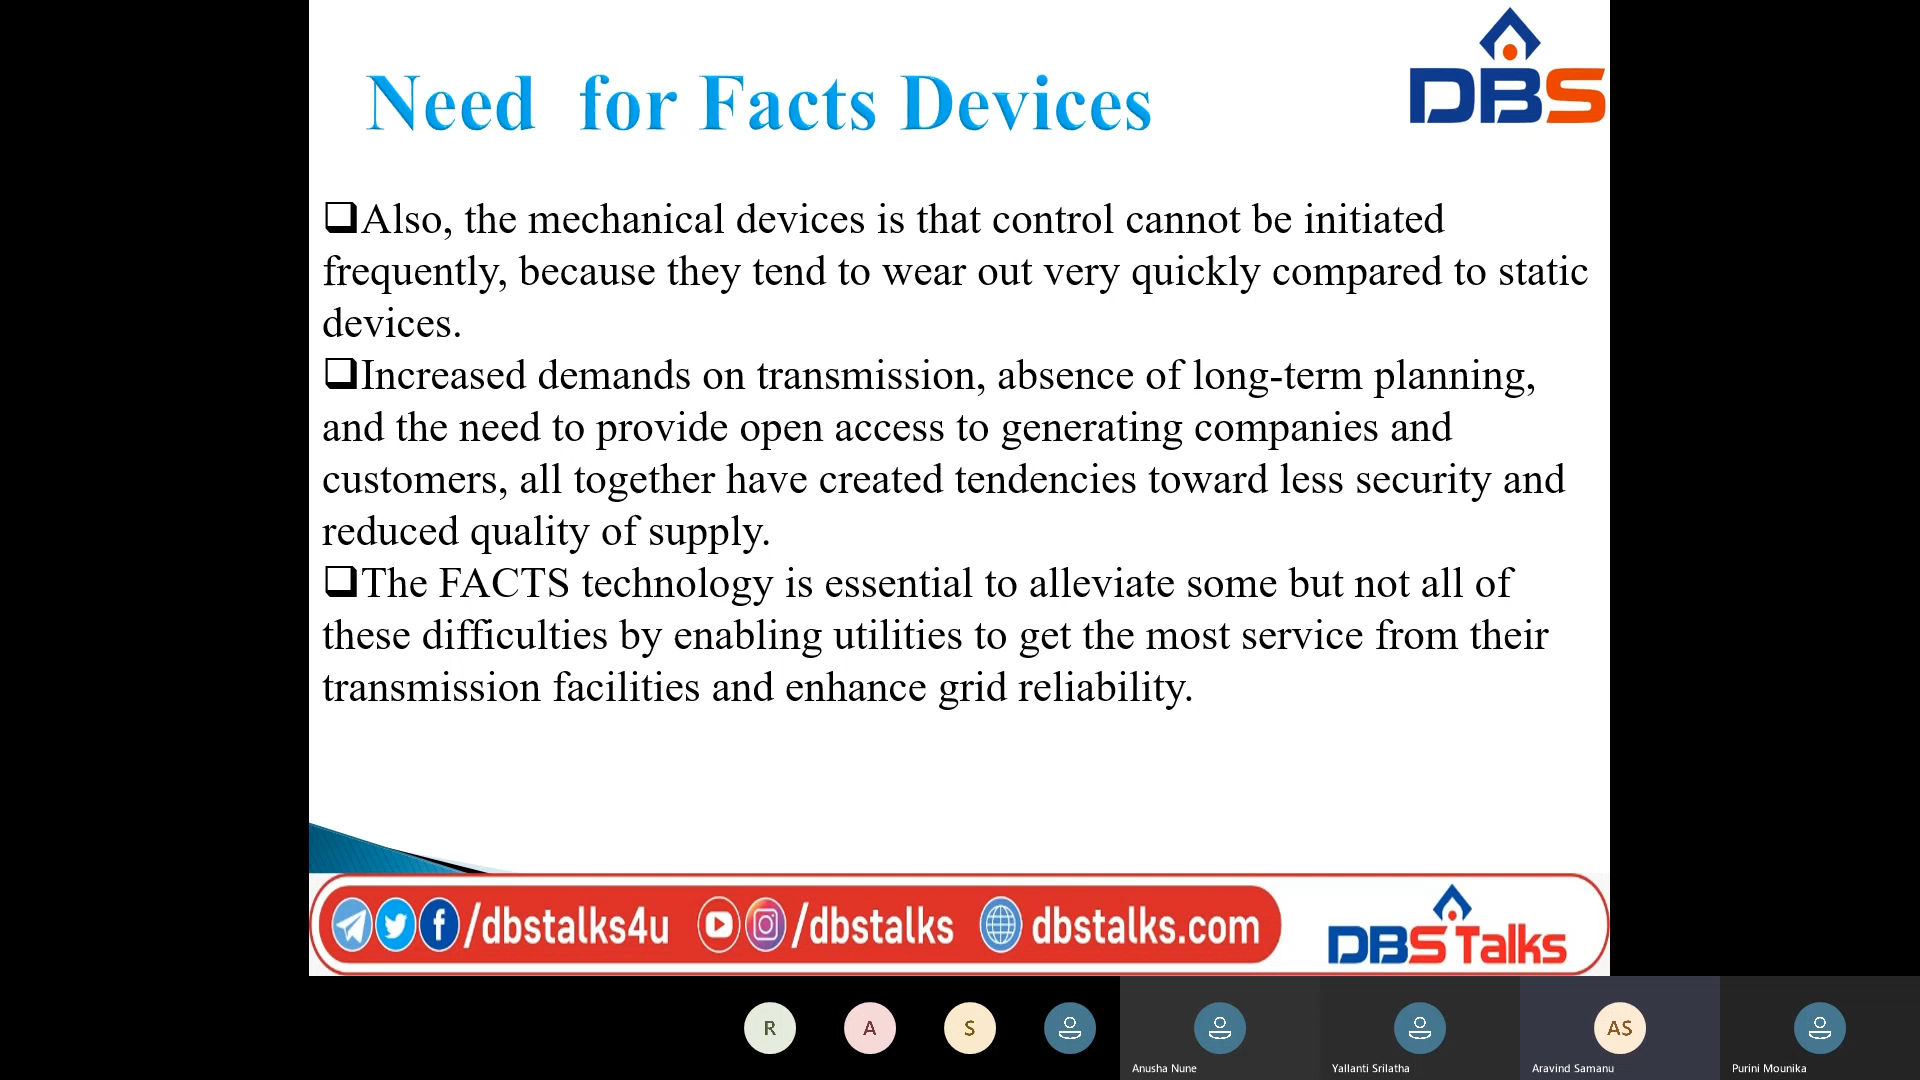 Need for Facts Devices
DBS
❑Also, the mechanical devices is that control cannot be initiated
frequently, because they tend to wear out very quickly compared to static
devices.
❑Increased demands on transmission, absence of long-term planning,
and the need to provide open access to generating companies and
customers, all together have created tendencies toward less security and
reduced quality of supply.
❑The FACTS technology is essential to alleviate some but not all of
these difficulties by enabling utilities to get the most service from their
transmission facilities and enhance grid reliability.
/dbstalks4u /dbstalks dbstalks.com DBS Talks
R A S AS
Anusha Nune Yallanti Srilatha Aravind Samanu Purini Mounika